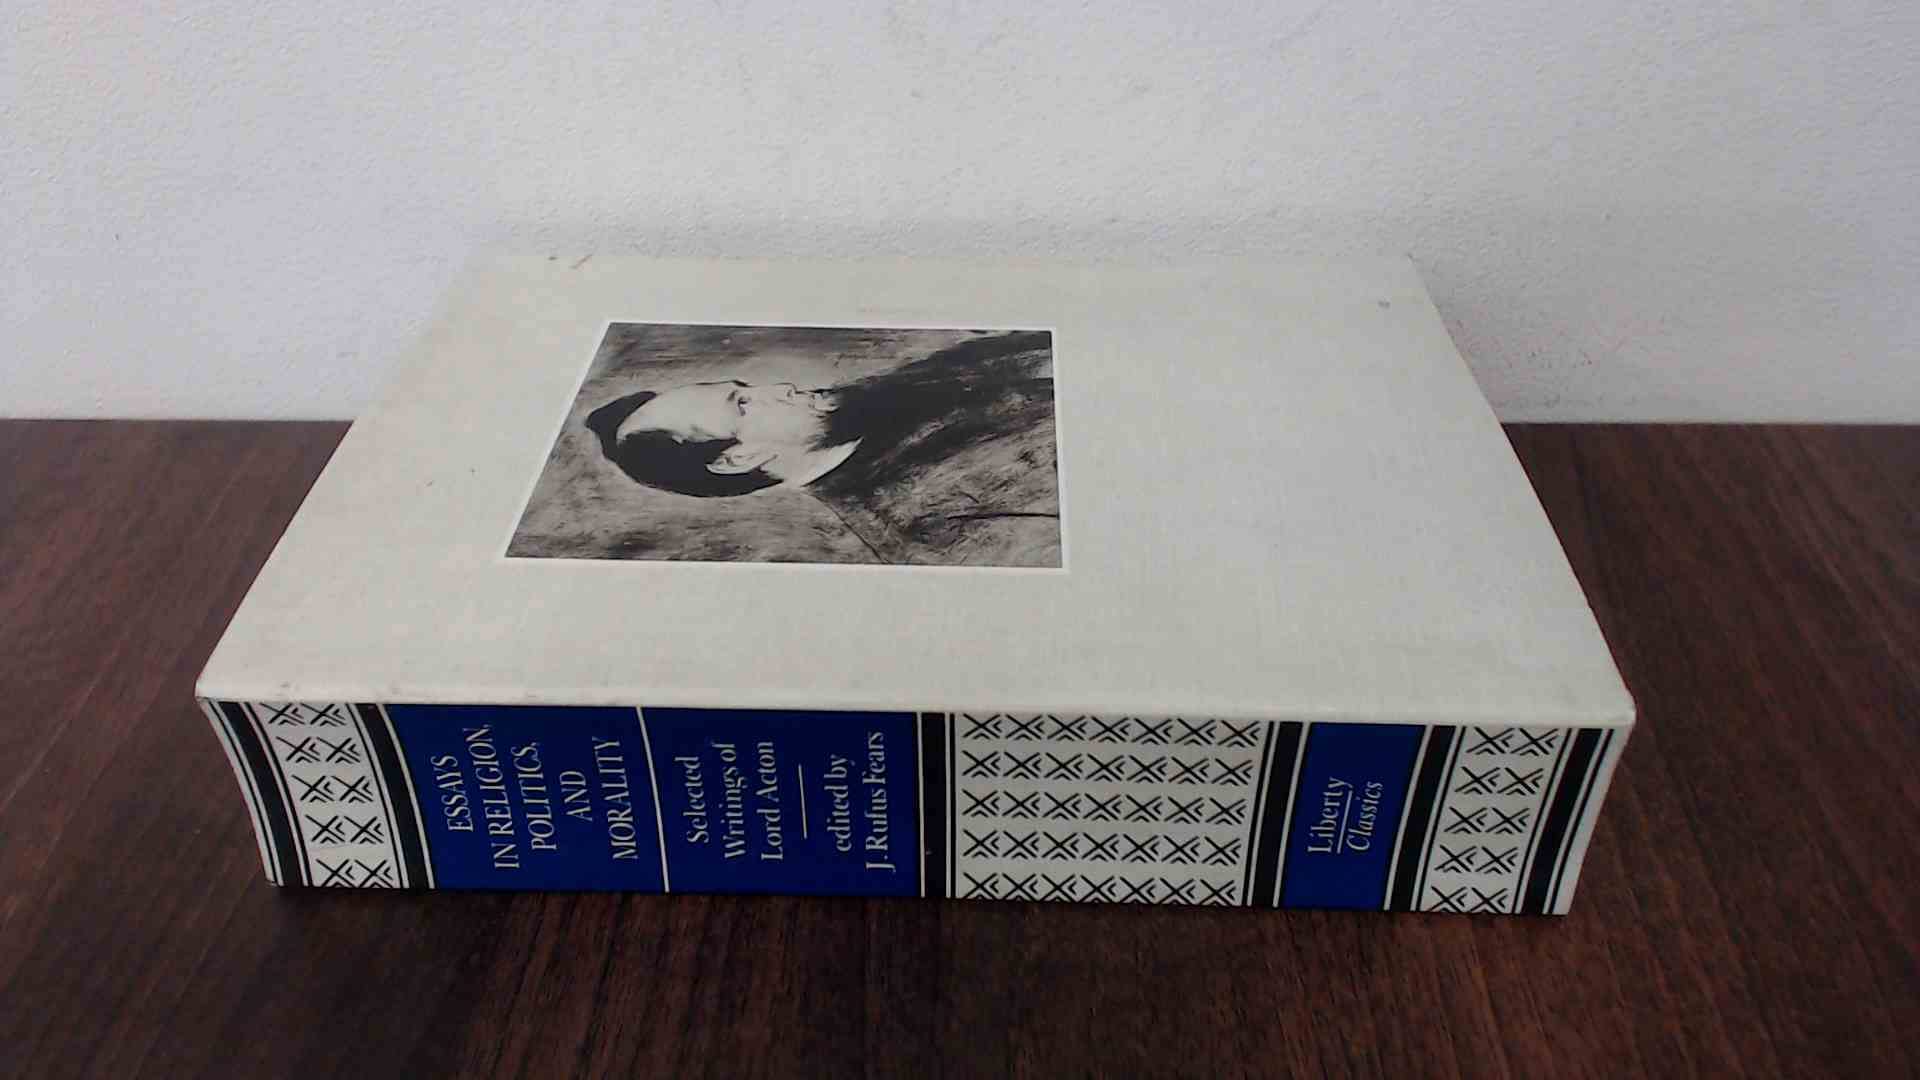 ESSAYS
IN RELIGION,
POLITICS,
AND
MORALITY
Selected
Writings of
Lord Acton
edited by
J. Rufus Fears
Liberty
Classics